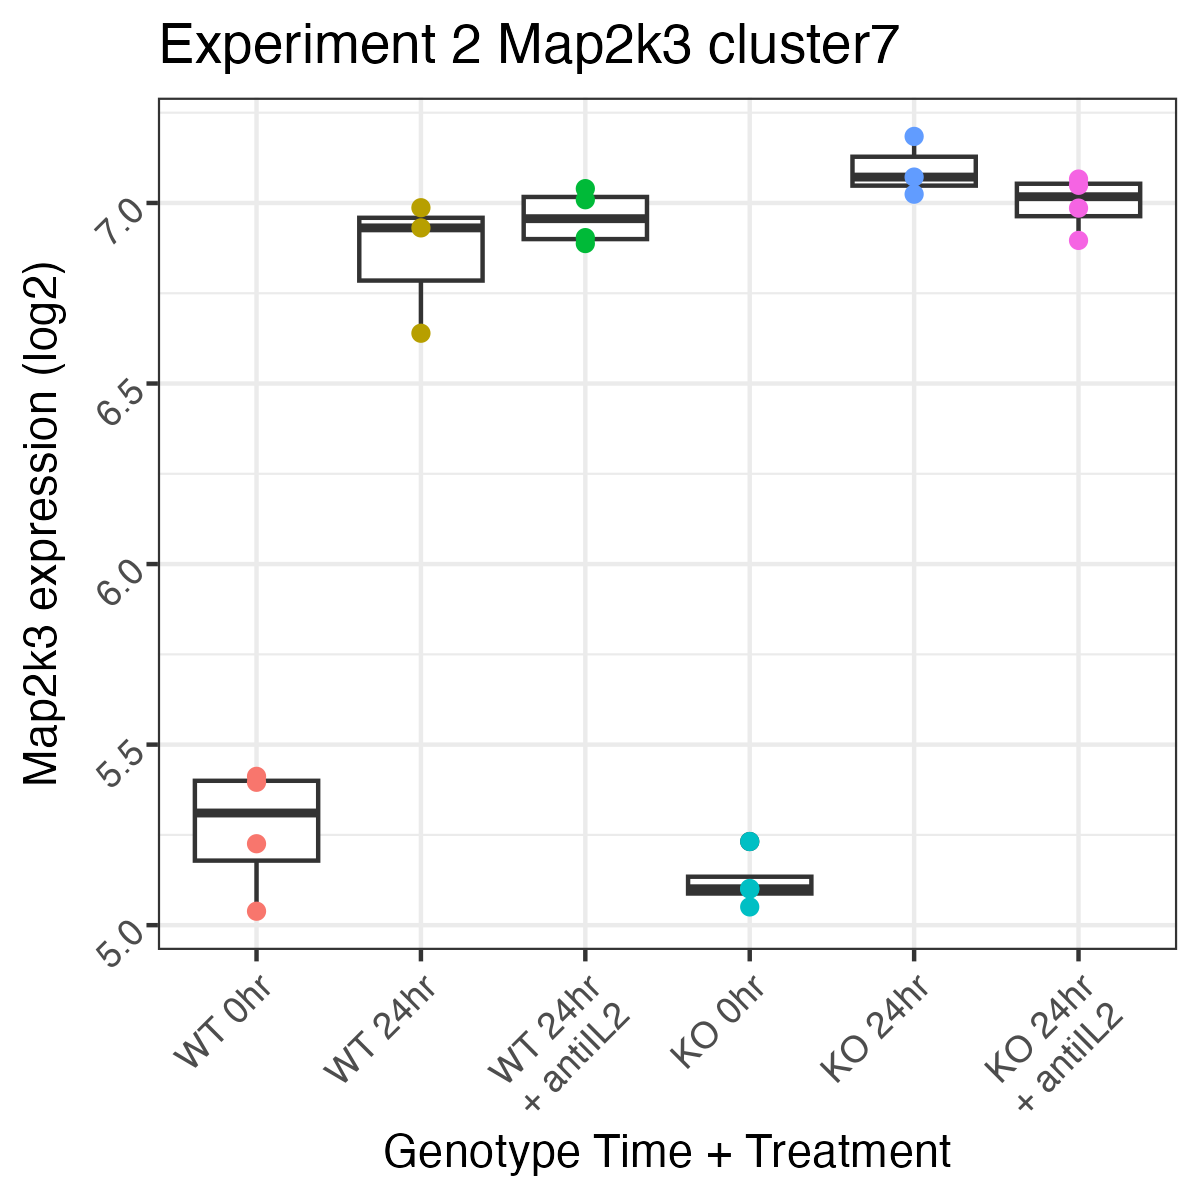 Experiment 2 Map2k3 cluster7
Map2k3 expression (log2)
7.0
6.5
6.0
5.5
5.0
WT 0hr
WT 24hr
WT 24hr
+ antiIL2
KO 0hr
KO 24hr
KO 24hr
+ antiIL2
Genotype Time + Treatment